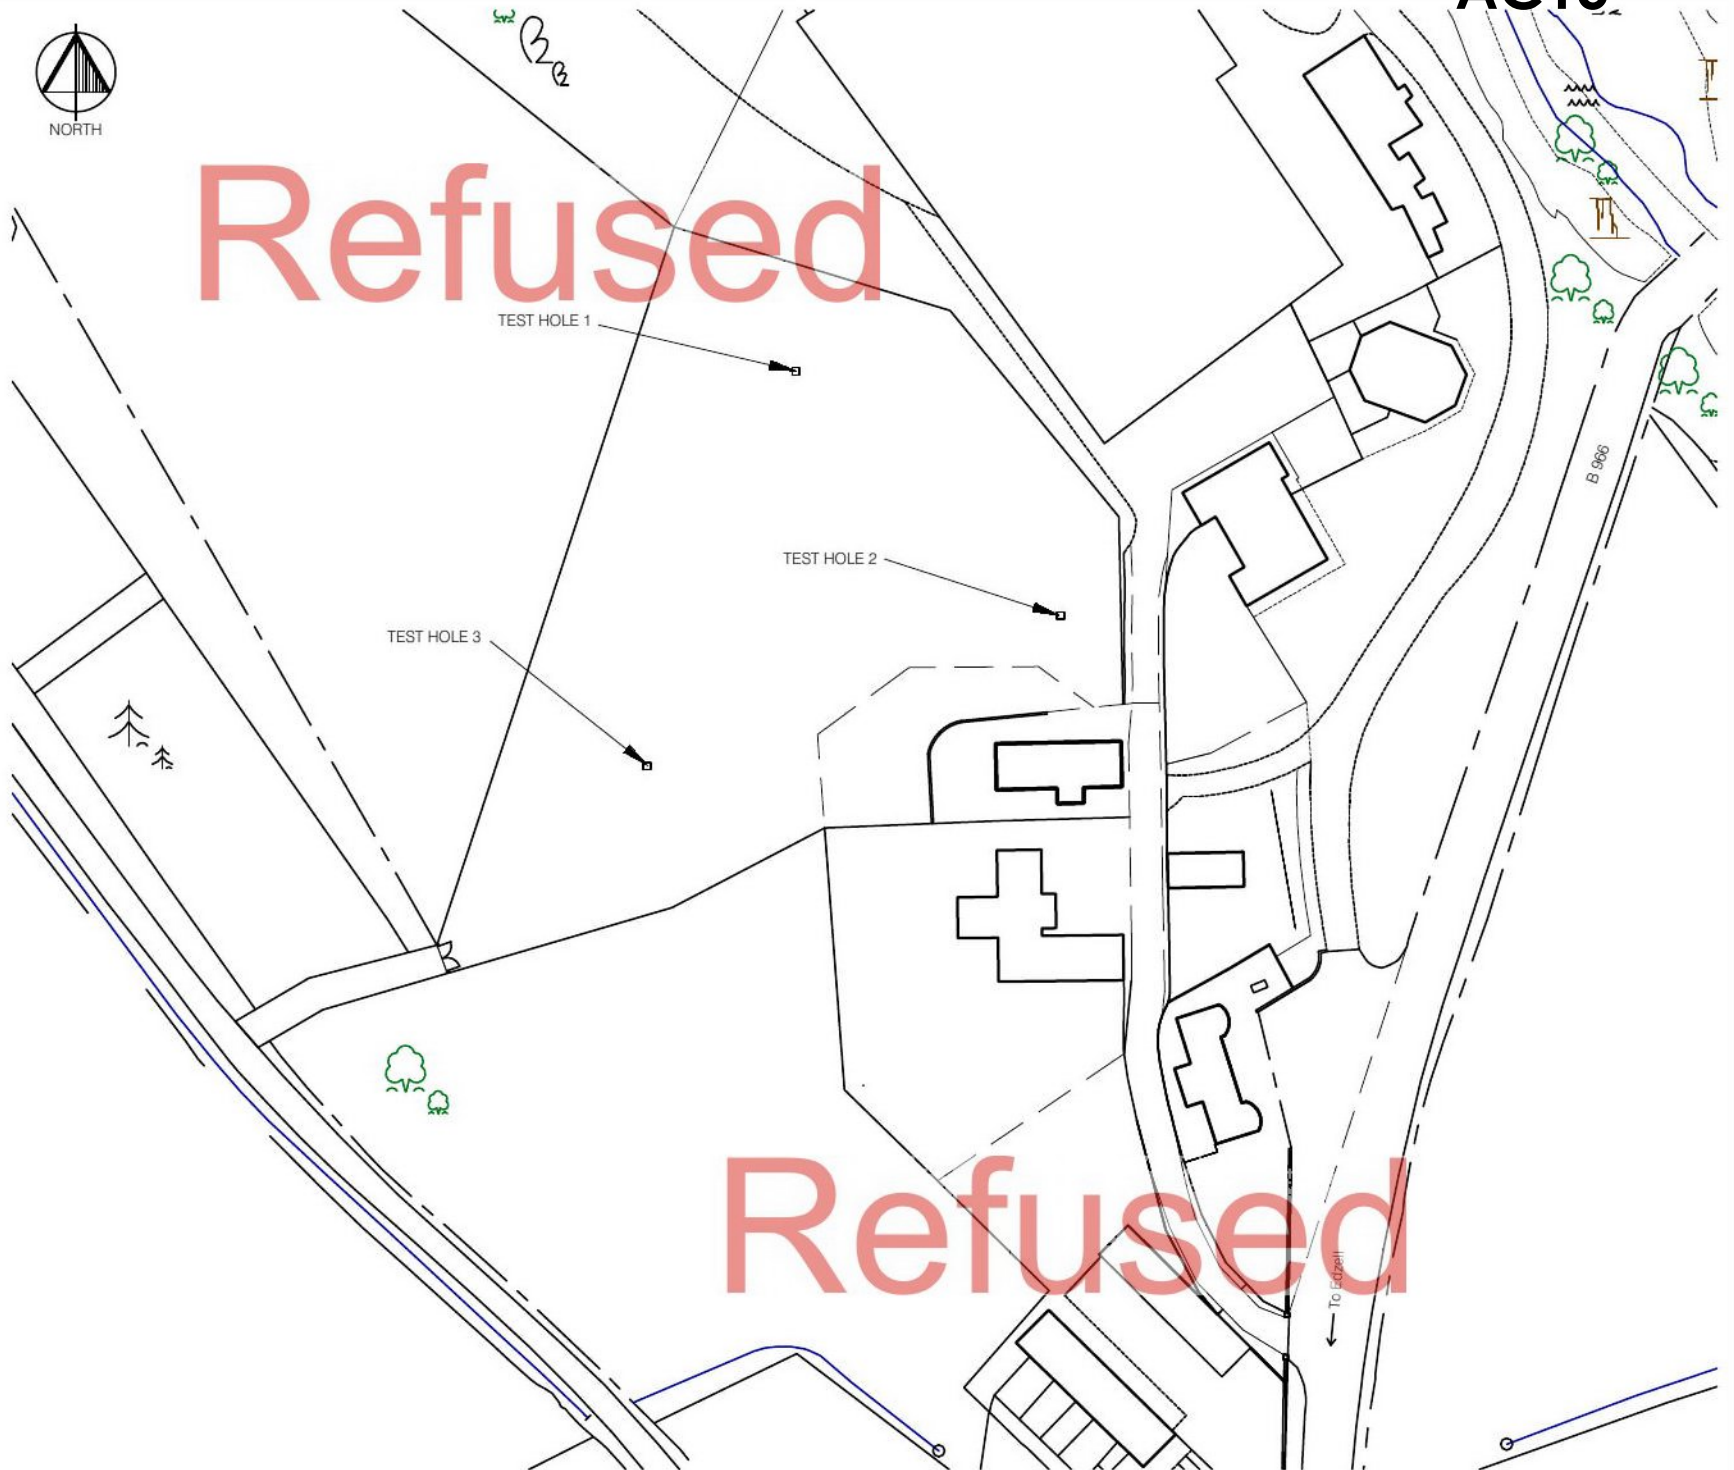 NORTH
Refused
TEST HOLE 1
B 966
TEST HOLE 2
TEST HOLE 3
Refused
To Edzell